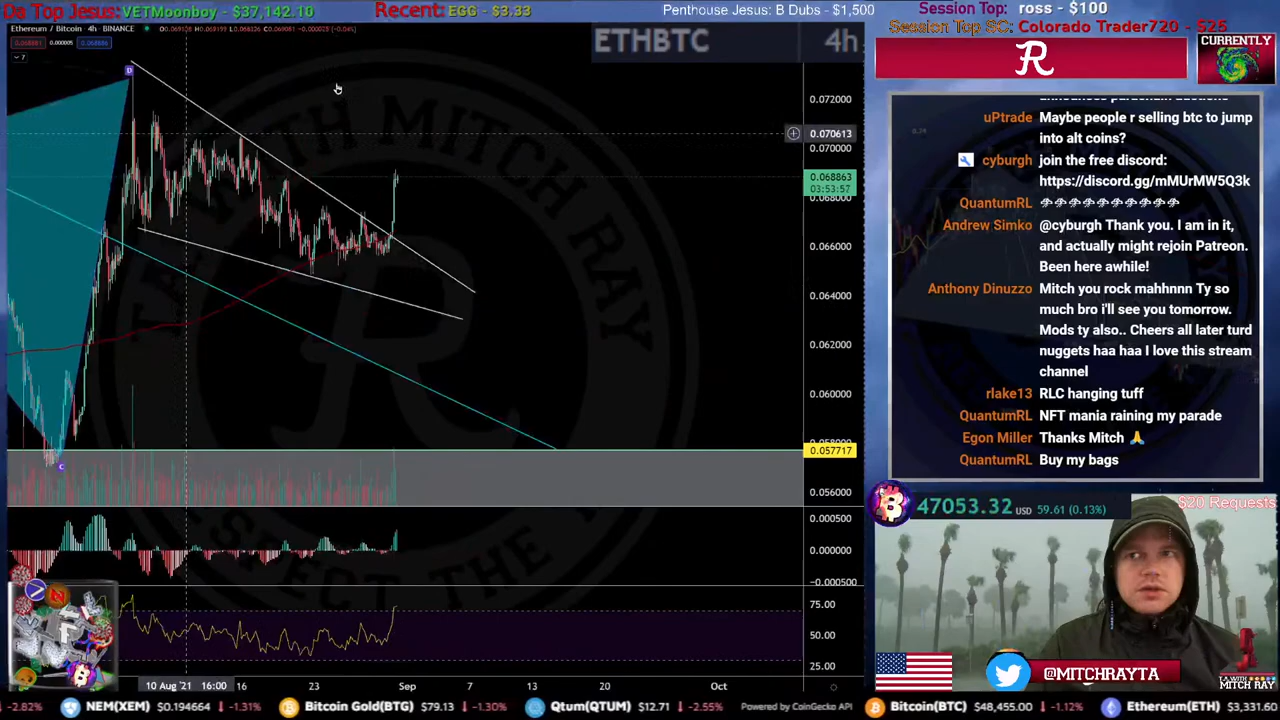 Da Top Jesus: VETMoonboy - $37,142.10
Recent: EGG - $3.33
Penthouse Jesus: B Dubs - $1,500
Session Top: ross - $100
Session Top SC: Colorado Trader720 - $25
Ethereum / Bitcoin · 4h · BINANCE
ETHBTC 4h
CURRENTLY
R
0.072000
0.070613
0.070000
0.068863
03:53:57
0.068000
0.066000
0.064000
0.062000
0.060000
0.057717
0.056000
0.000500
0.000000
-0.000500
75.00
50.00
25.00
D
C
10 Aug '21 16:00
16
23
Sep
7
13
20
Oct
uPtrade Maybe people r selling btc to jump
into alt coins?
cyburgh join the free discord:
https://discord.gg/mMUrMW5Q3k
QuantumRL
Andrew Simko @cyburgh Thank you. I am in it,
and actually might rejoin Patreon.
Been here awhile!
Anthony Dinuzzo Mitch you rock mahnnn Ty so
much bro i'll see you tomorrow.
Mods ty also.. Cheers all later turd
nuggets haa haa I love this stream
channel
rlake13 RLC hanging tuff
QuantumRL NFT mania raining my parade
Egon Miller Thanks Mitch 🙏
QuantumRL Buy my bags
47053.32 USD 59.61 (0.13%)
$20 Requests
@MITCHRAYTA
T.A. WITH
MITCH RAY
-2.82%
NEM(XEM) $0.194664 -1.31%
Bitcoin Gold(BTG) $79.13 -1.30%
Qtum(QTUM) $12.71 -2.55%
Powered by CoinGecko API
Bitcoin(BTC) $48,455.00 -1.12%
Ethereum(ETH) $3,331.60